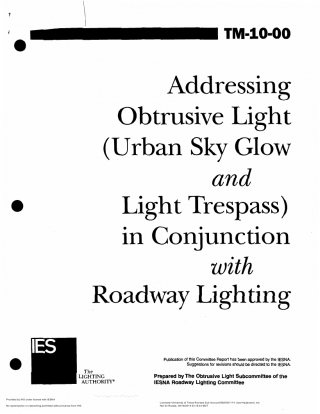 TM-10-00
Addressing
Obtrusive Light
(Urban Sky Glow
and
Light Trespass)
in Conjunction
with
Roadway Lighting
IES
The
LIGHTING
AUTHORITY®
Publication of this Committee Report has been approved by the IESNA.
Suggestions for revisions should be directed to the IESNA.
Prepared by The Obtrusive Light Subcommittee of the
IESNA Roadway Lighting Committee